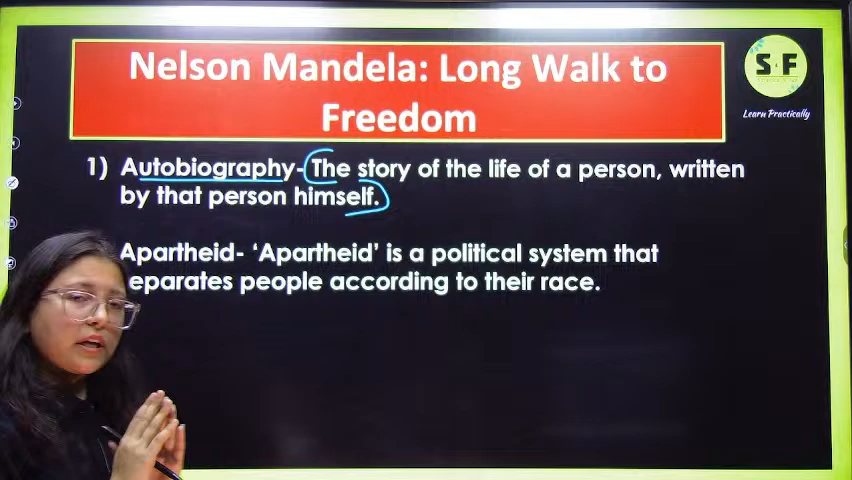 Nelson Mandela: Long Walk to
Freedom
S F
Learn Practically
1) Autobiography- The story of the life of a person, written
by that person himself.
Apartheid- ‘Apartheid’ is a political system that
eparates people according to their race.